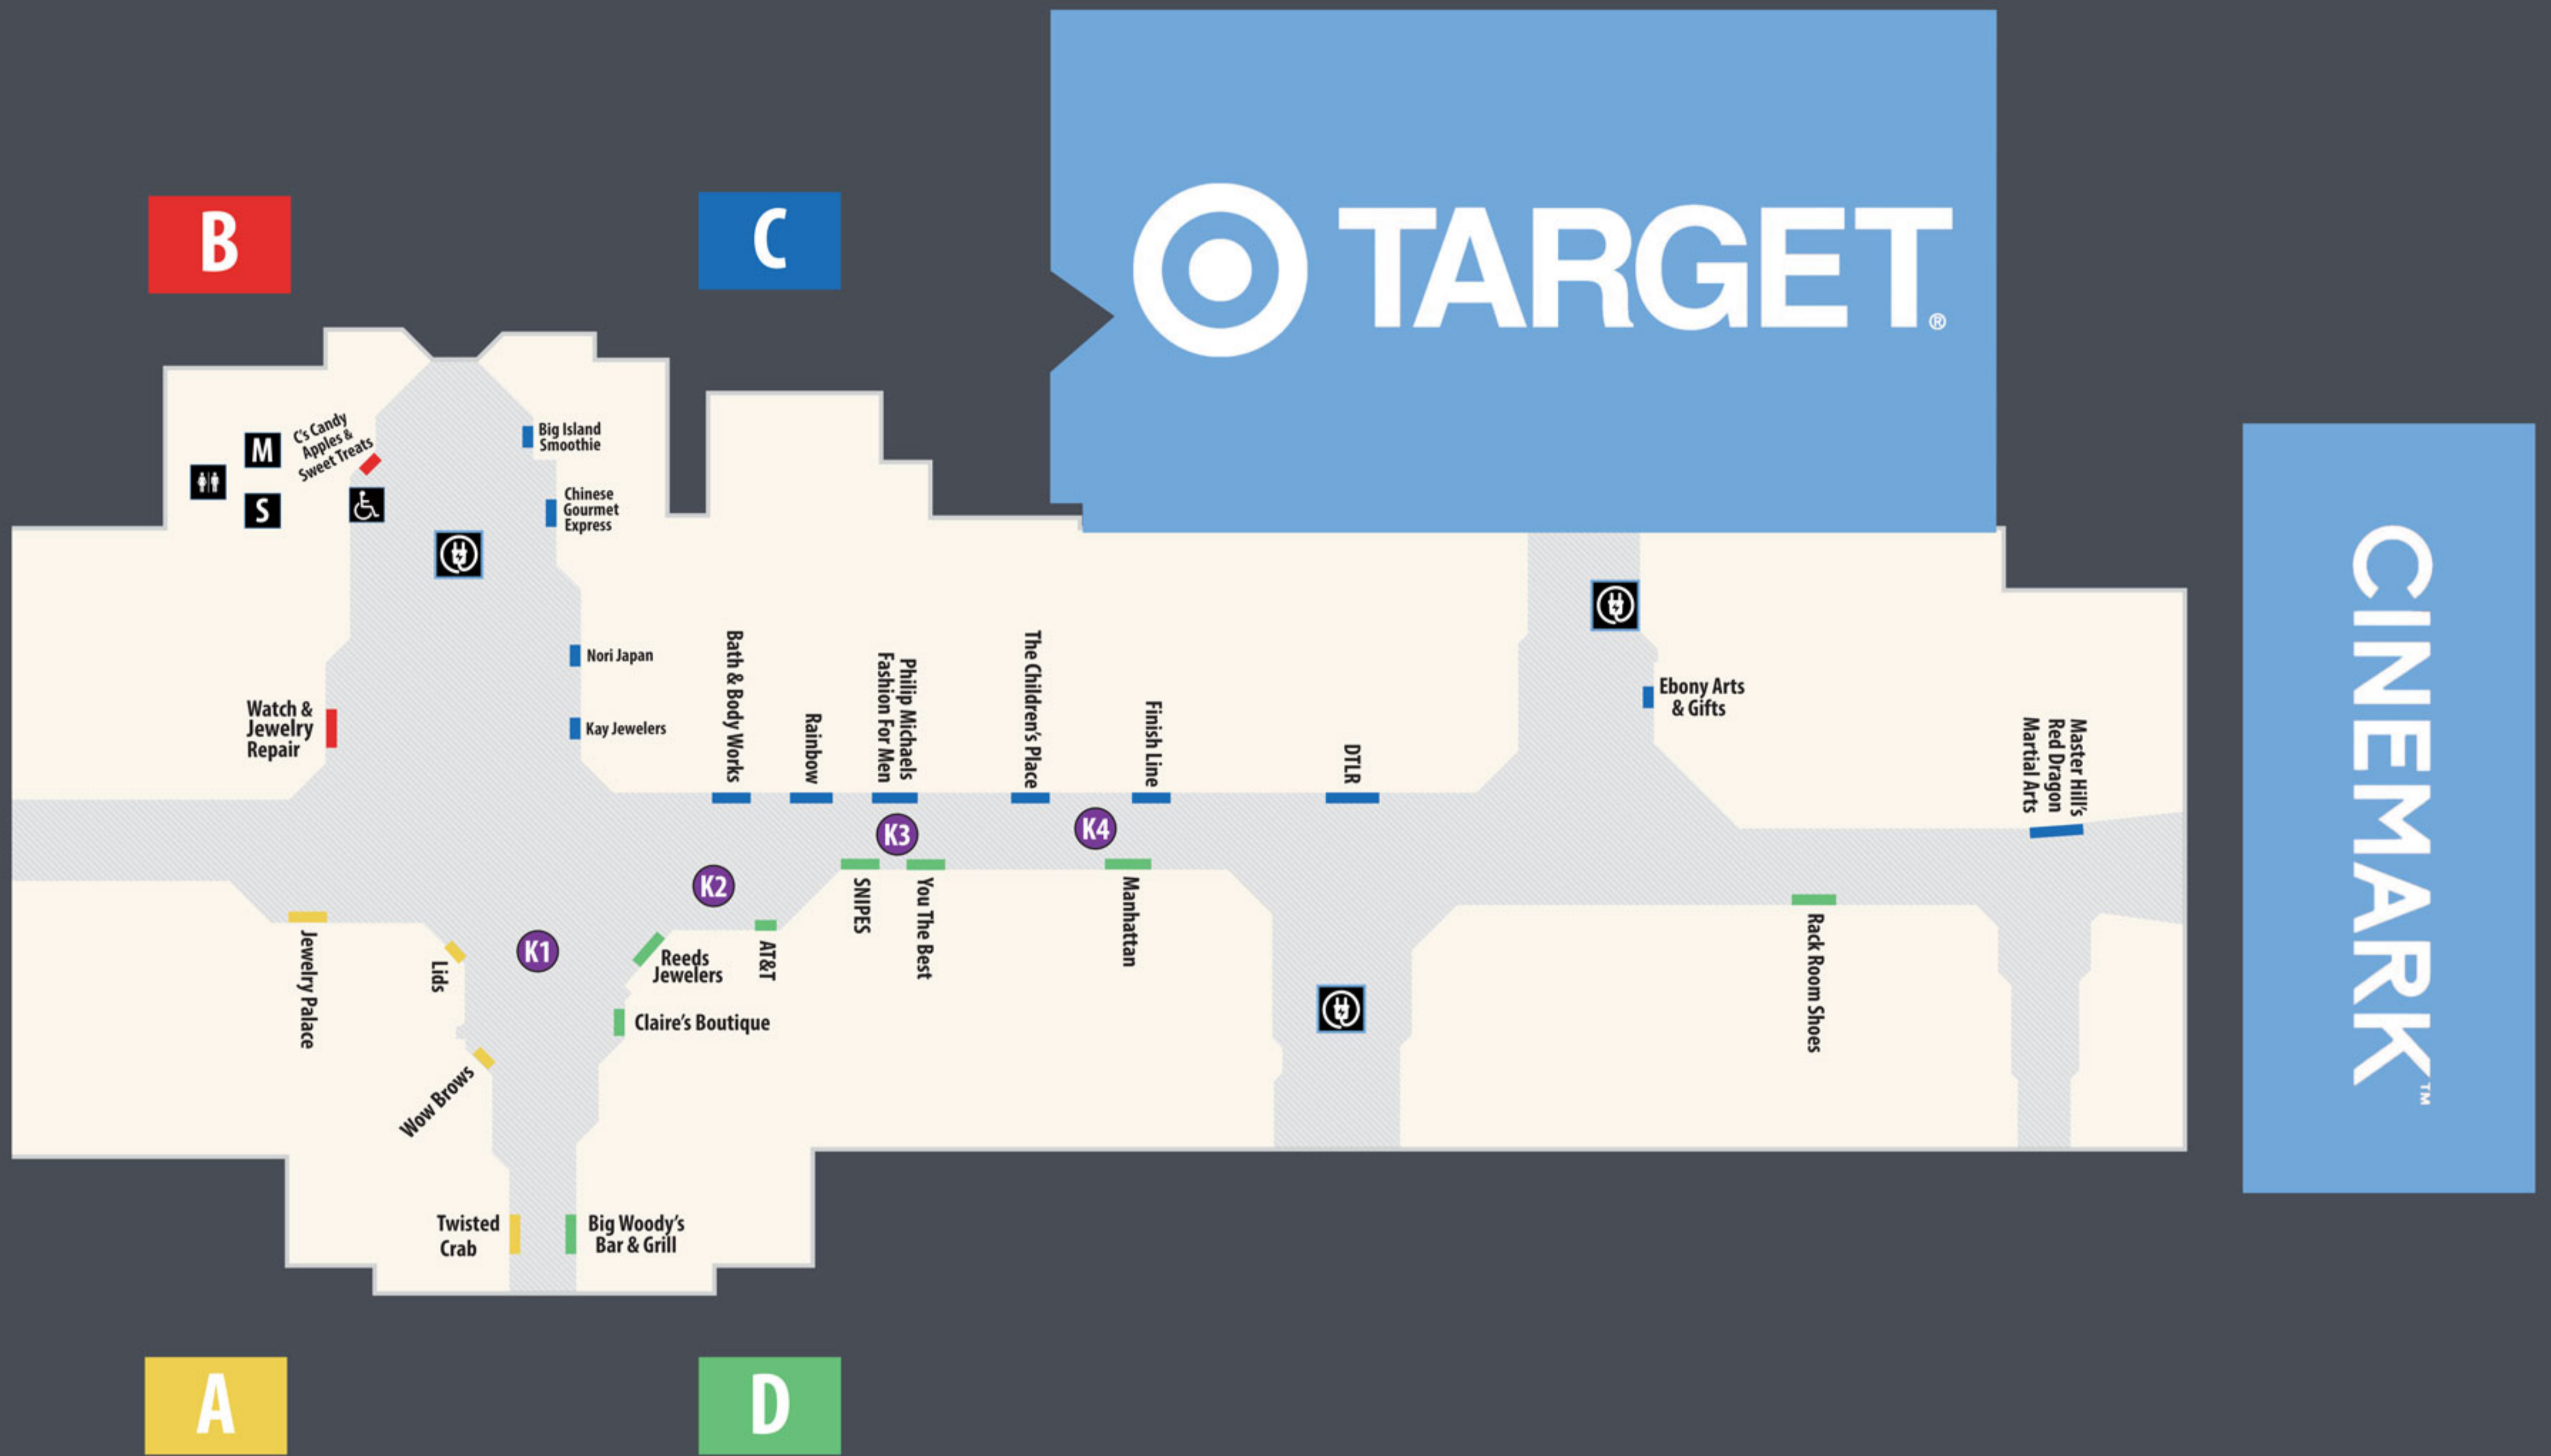 TARGET®
B
C
CINEMARK™
C's Candy
Apples &
Sweet Treats
M
S
Big Island
Smoothie
Chinese
Gourmet
Express
Nori Japan
Kay Jewelers
Watch &
Jewelry
Repair
Bath & Body Works
Rainbow
Philip Michaels
Fashion For Men
The Children's Place
Finish Line
DTLR
Ebony Arts
& Gifts
Master Hill's
Red Dragon
Martial Arts
K3
K4
K2
K1
Jewelry Palace
Lids
Wow Brows
Reeds
Jewelers
AT&T
Claire's Boutique
SNIPES
You The Best
Manhattan
Rack Room Shoes
Twisted
Crab
Big Woody's
Bar & Grill
A
D